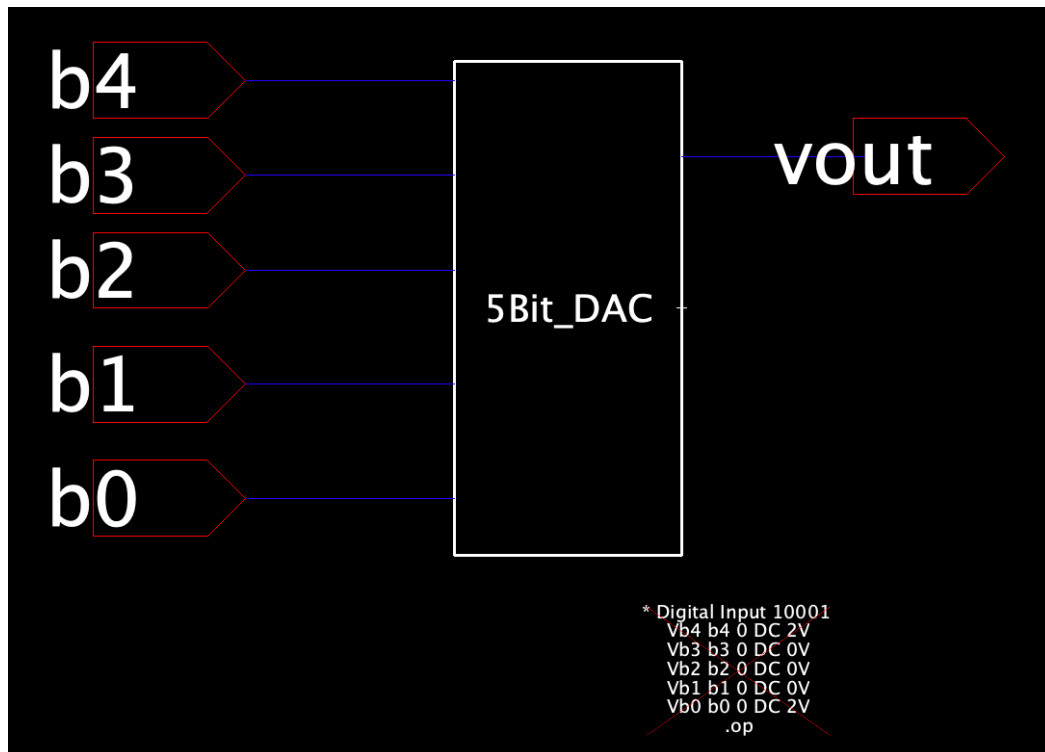 b4
b3
b2
b1
b0
5Bit_DAC
vout
* Digital Input 10001
Vb4 b4 0 DC 2V
Vb3 b3 0 DC 0V
Vb2 b2 0 DC 0V
Vb1 b1 0 DC 0V
Vb0 b0 0 DC 2V
.op